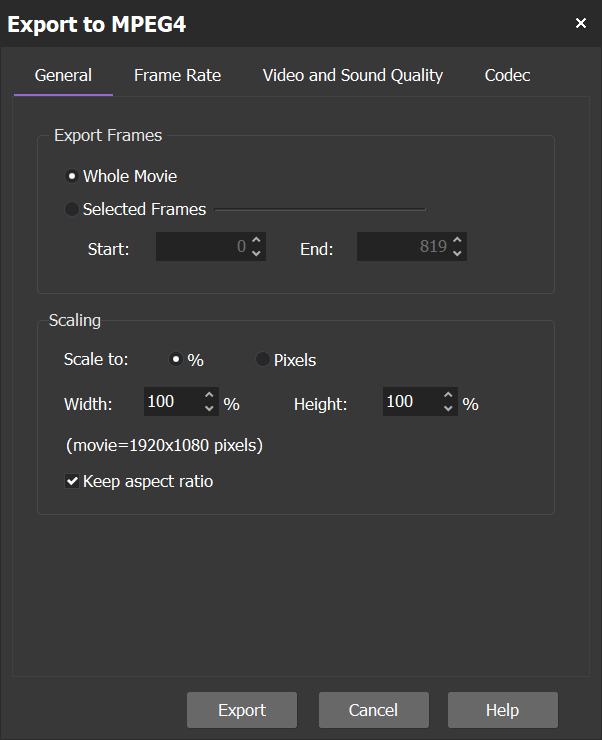 Export to MPEG4
General Frame Rate Video and Sound Quality Codec
Export Frames
Whole Movie
Selected Frames
Start: 0 End: 819
Scaling
Scale to: % Pixels
Width: 100 % Height: 100 %
(movie=1920x1080 pixels)
Keep aspect ratio
Export Cancel Help